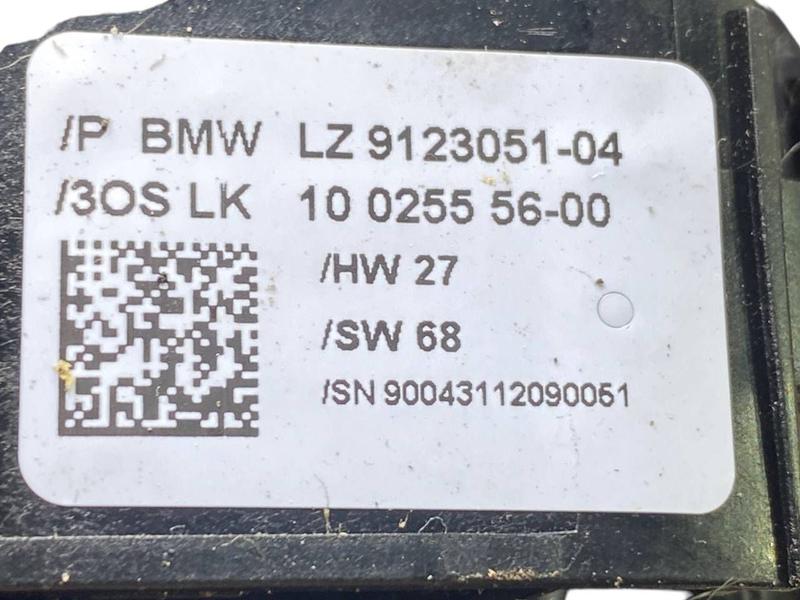 /P BMW LZ 9123051-04
/3OS LK 10 0255 56-00
/HW 27
/SW 68
/SN 90043112090051